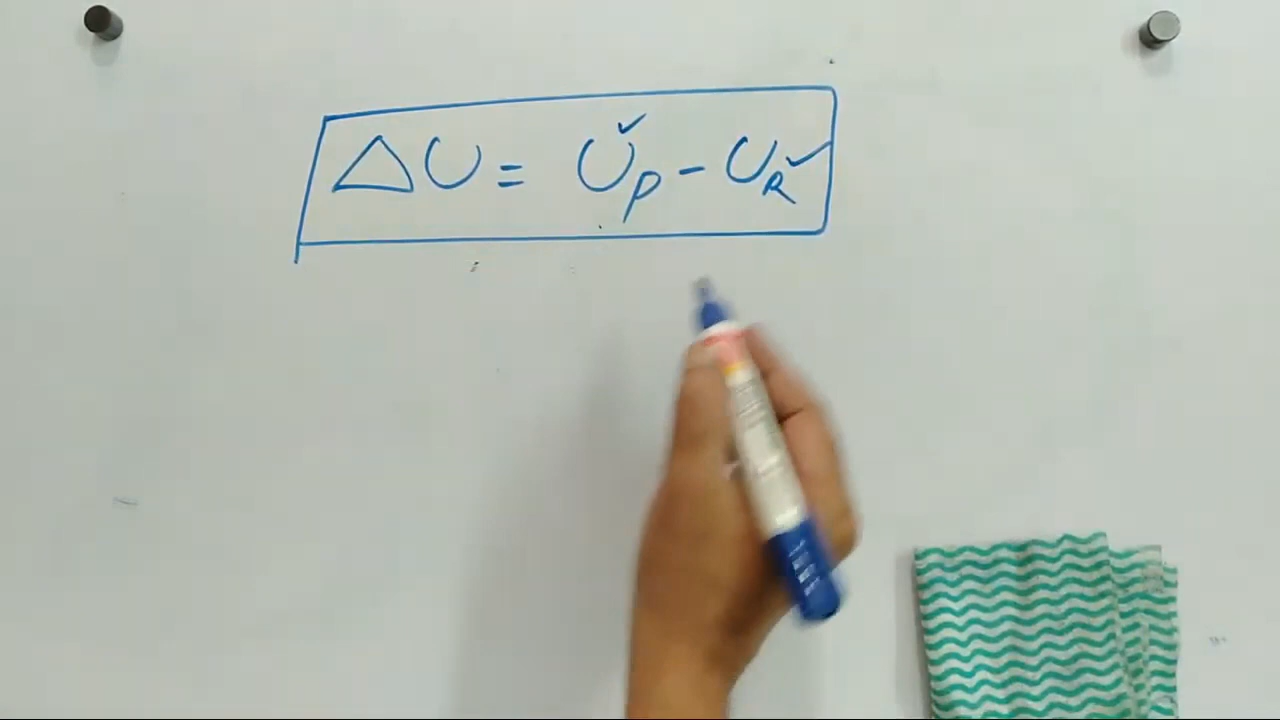 ΔU = U_P - U_R